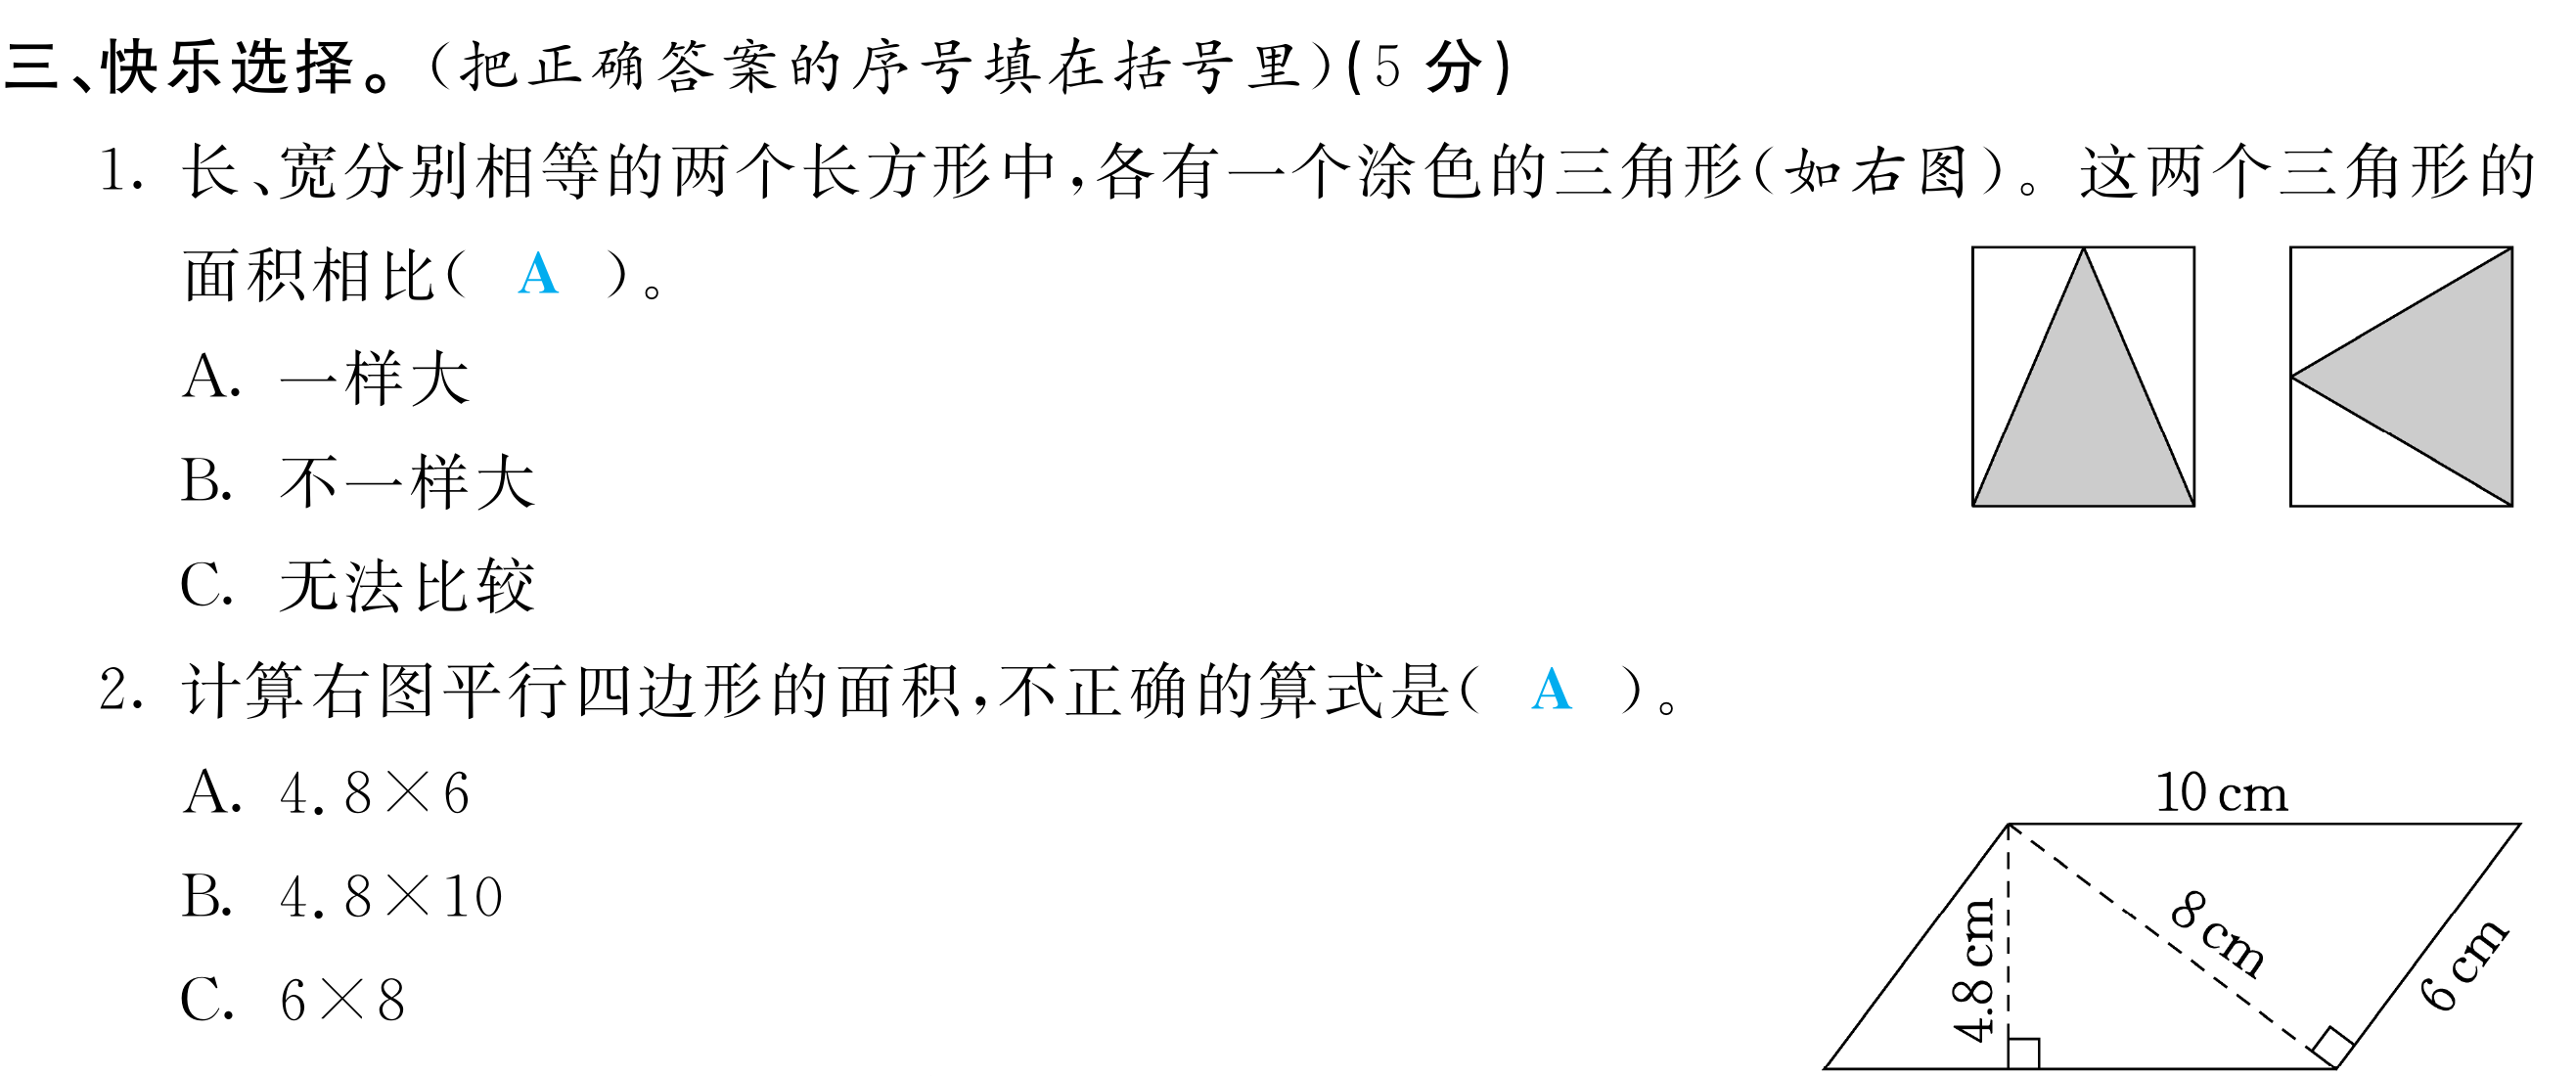 三、快乐选择。(把正确答案的序号填在括号里)(5 分)
1. 长、宽分别相等的两个长方形中,各有一个涂色的三角形(如右图)。这两个三角形的
面积相比( A )。
A. 一样大
B. 不一样大
C. 无法比较
2. 计算右图平行四边形的面积,不正确的算式是( A )。
A. 4.8×6
B. 4.8×10
C. 6×8
10 cm
4.8 cm
8 cm
6 cm